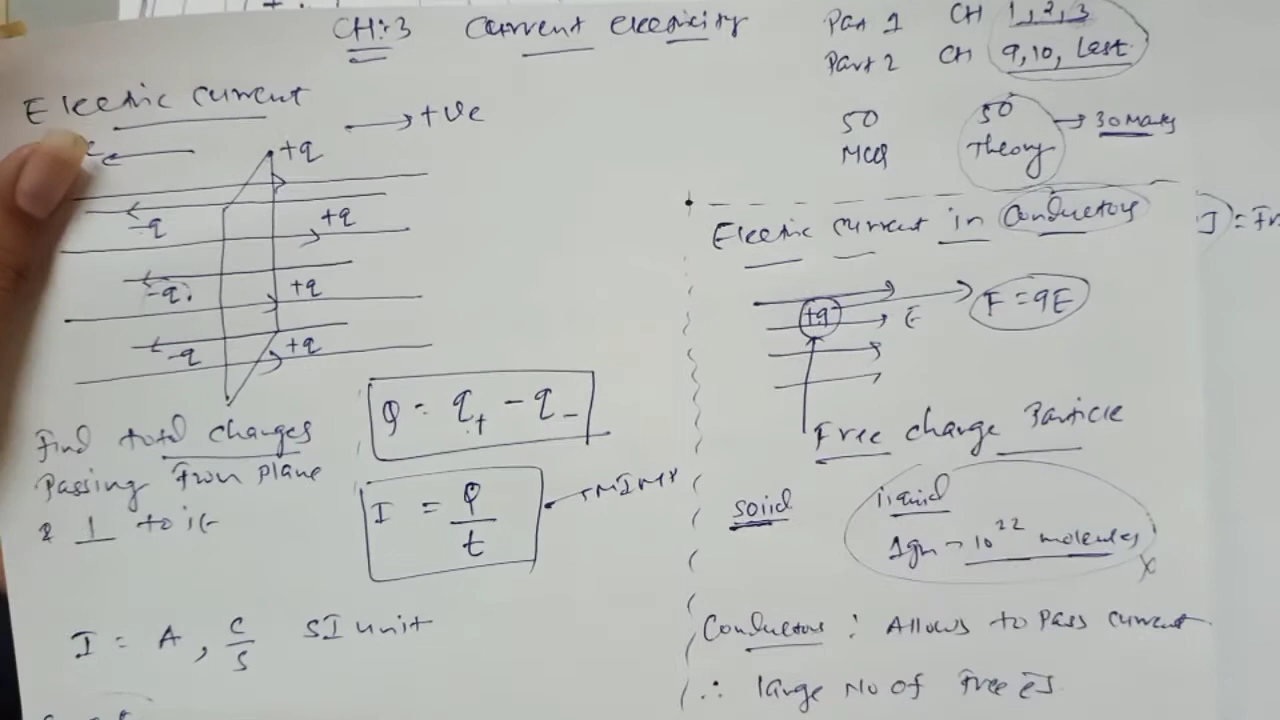 CH:3 Current Electricity
Part 1 CH 1,2,3
Part 2 CH 9,10, Last
50 MCQ
50 Theory → 30 Marks
Electric current
→ +ve
+q
-q +q
-q +q
-q +q
Find total charges
Passing From plane
& ⊥ to it
Q = q+ - q-
I = Q/t
I = A, C/S SI unit
Electric current in Conductors
+q E F = qE
Free charge Particle
Solid
liquid
1gm → 10^22 molecules
Conductors : Allows to Pass current
∴ large No of Free e's